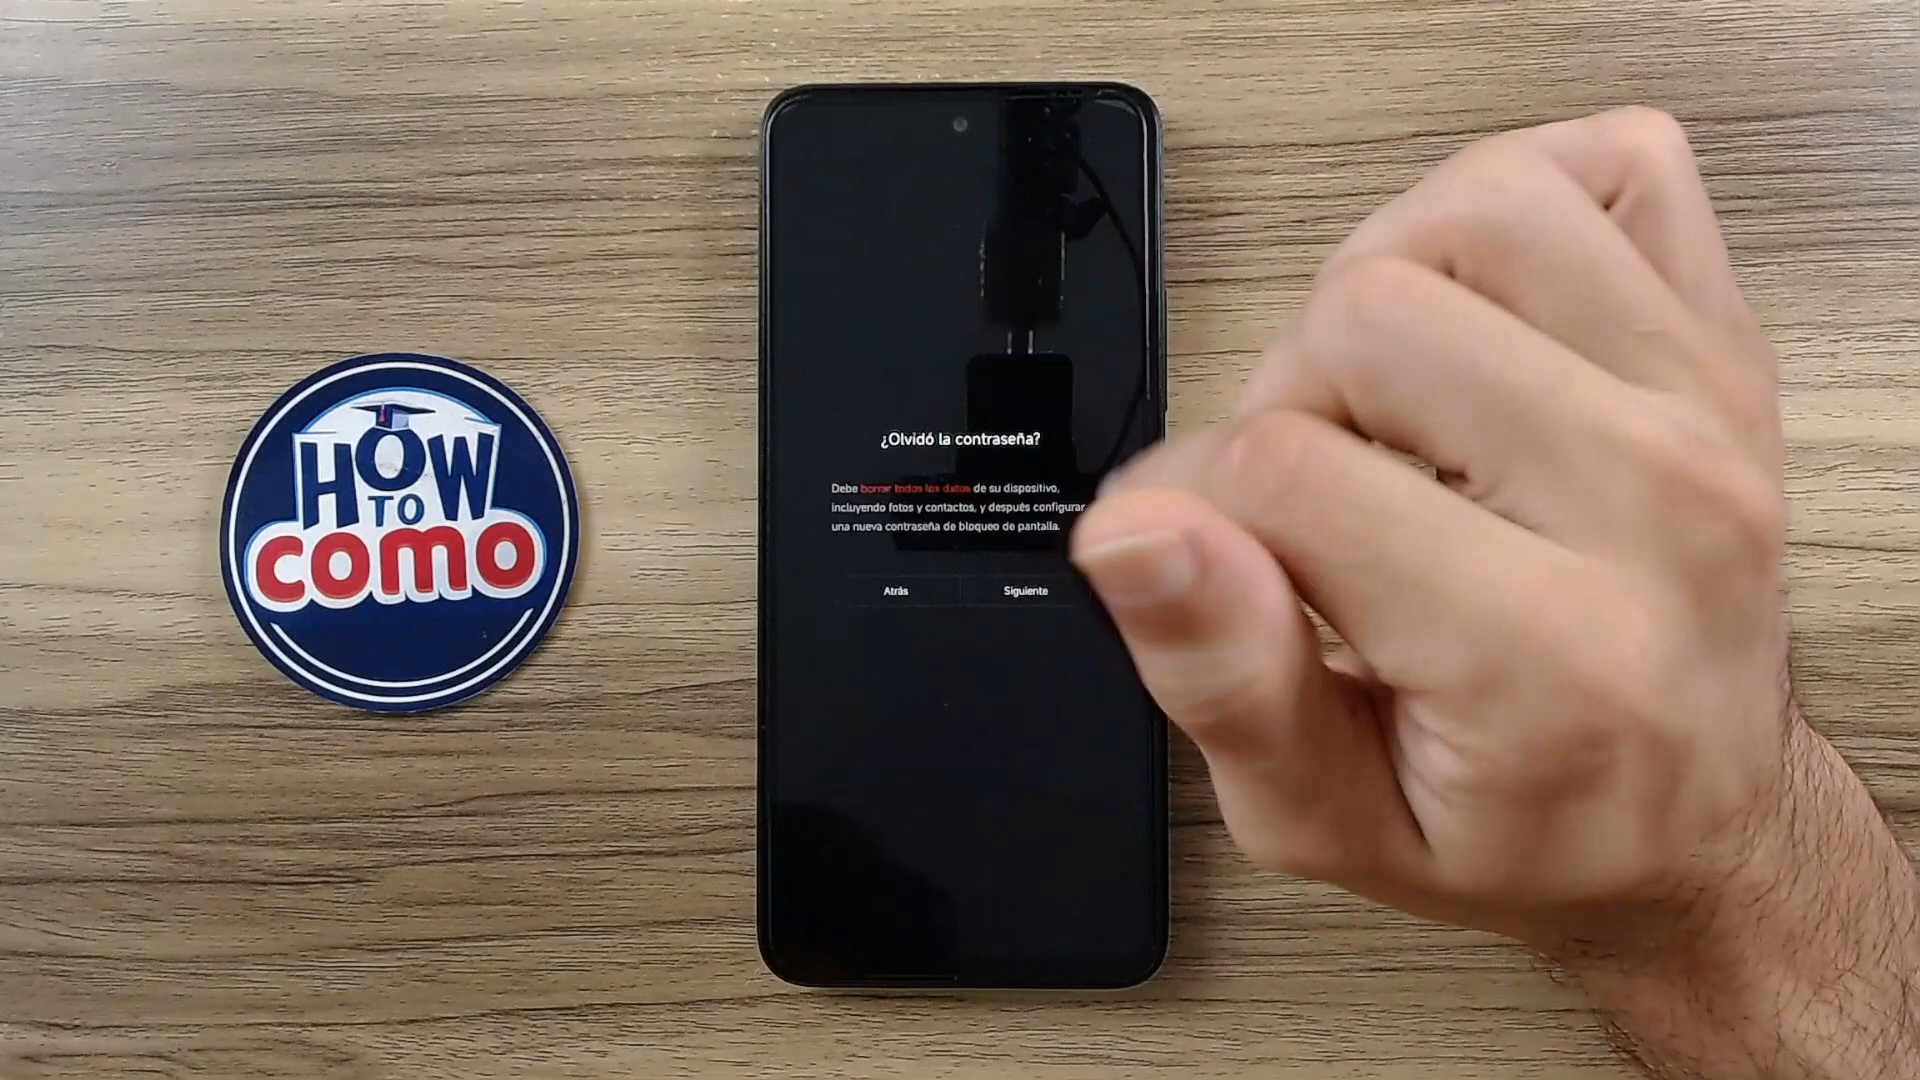 HOW
TO
COMO
¿Olvidó la contraseña?
Debe borrar todos los datos de su dispositivo,
incluyendo fotos y contactos, y después configurar
una nueva contraseña de bloqueo de pantalla.
Atrás
Siguiente